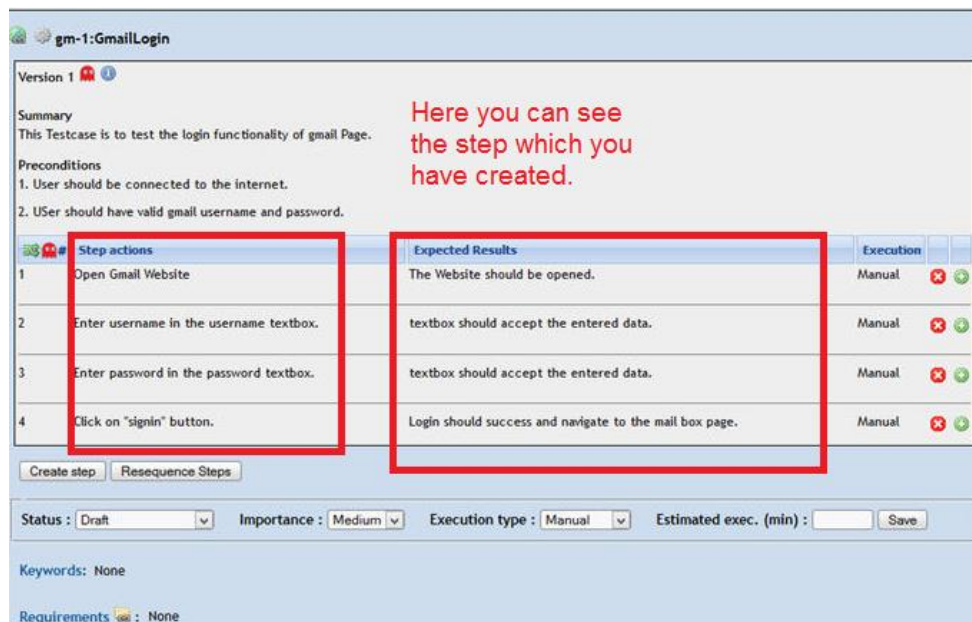 gm-1:GmailLogin
Version 1
Summary
This Testcase is to test the login functionality of gmail Page.
Here you can see
the step which you
have created.
Preconditions
1. User should be connected to the internet.
2. USer should have valid gmail username and password.
# Step actions Expected Results Execution
1 Open Gmail Website The Website should be opened. Manual
2 Enter username in the username textbox. textbox should accept the entered data. Manual
3 Enter password in the password textbox. textbox should accept the entered data. Manual
4 Click on "signin" button. Login should success and navigate to the mail box page. Manual
Create step Resequence Steps
Status : Draft Importance : Medium Execution type : Manual Estimated exec. (min) : Save
Keywords: None
Requirements : None